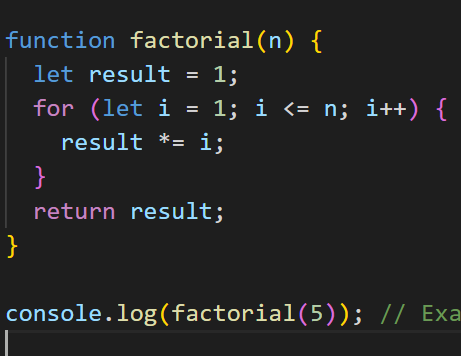 function factorial(n) {
  let result = 1;
  for (let i = 1; i <= n; i++) {
    result *= i;
  }
  return result;
}

console.log(factorial(5)); // Exa